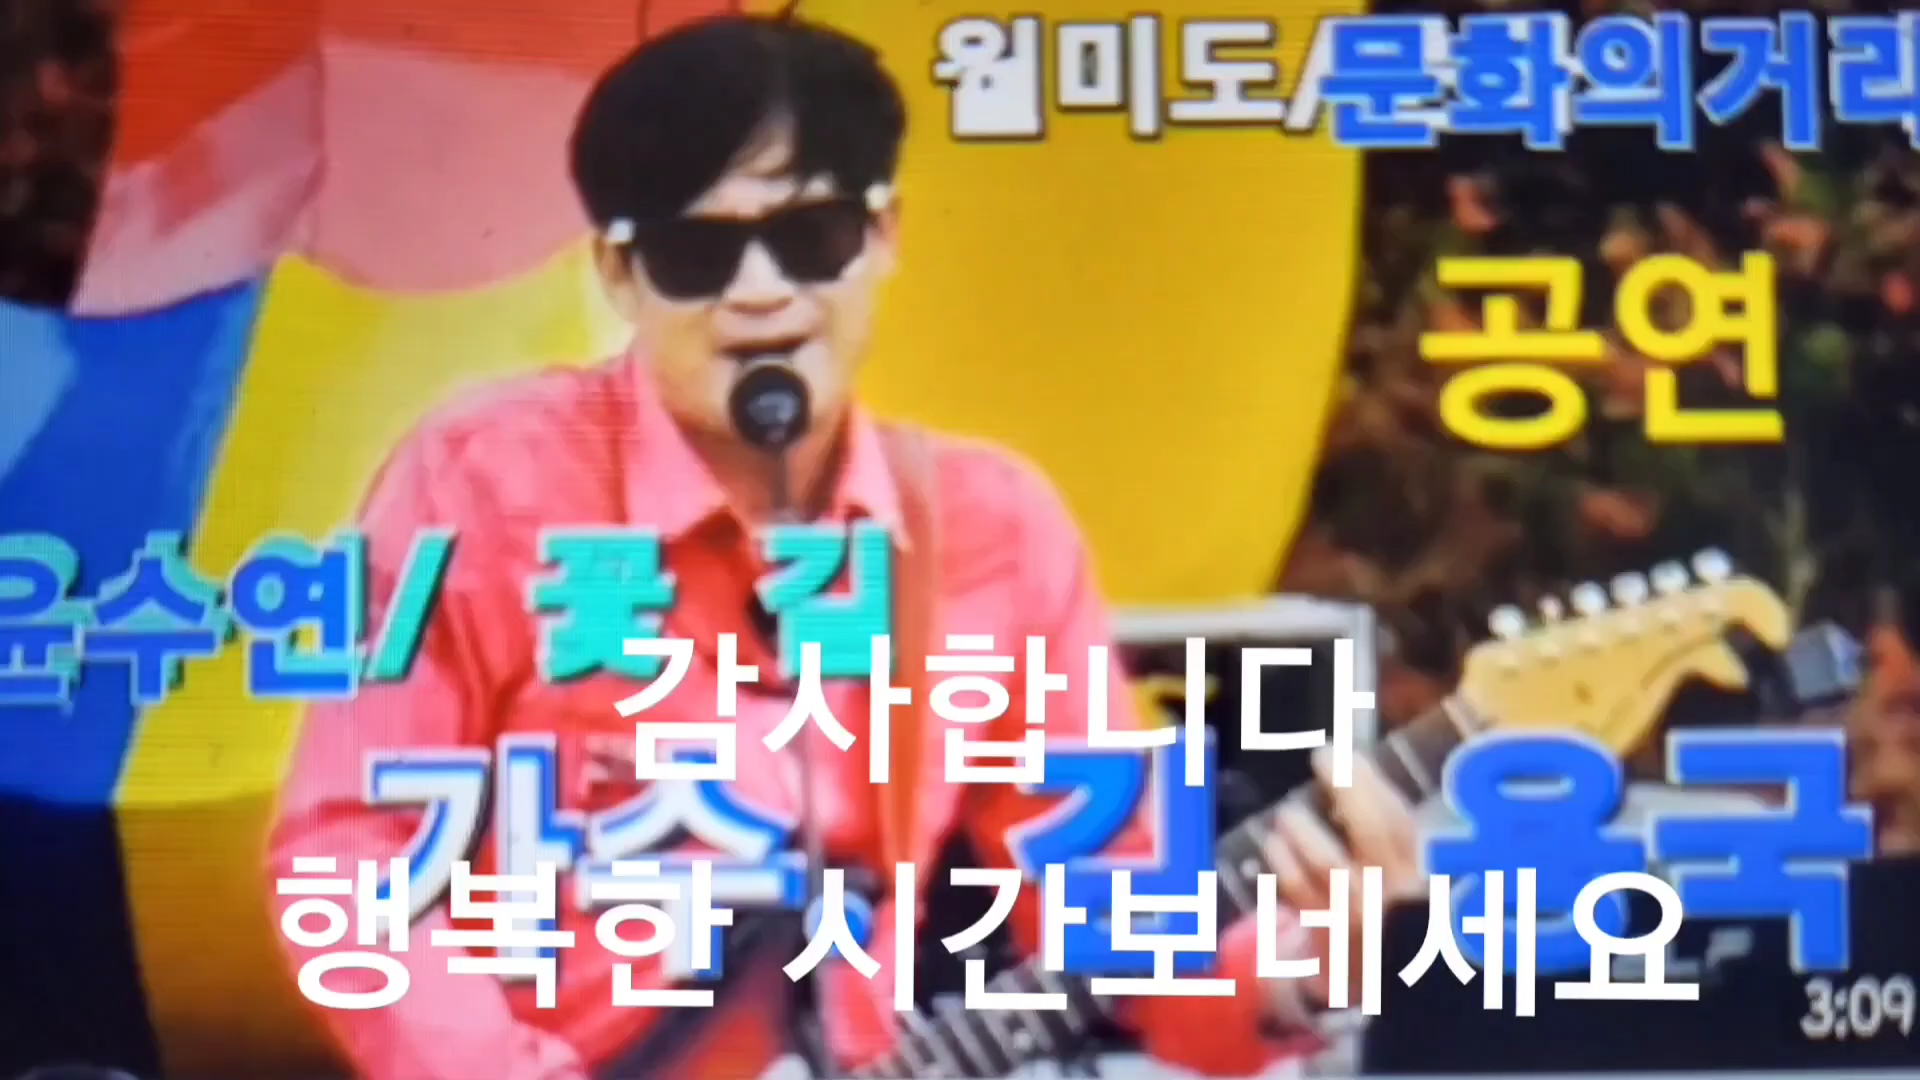 월미도/문화의거리
공연
윤수연/ 꽃 길
감사합니다
가수 김 용국
행복한 시간보네세요
3:09